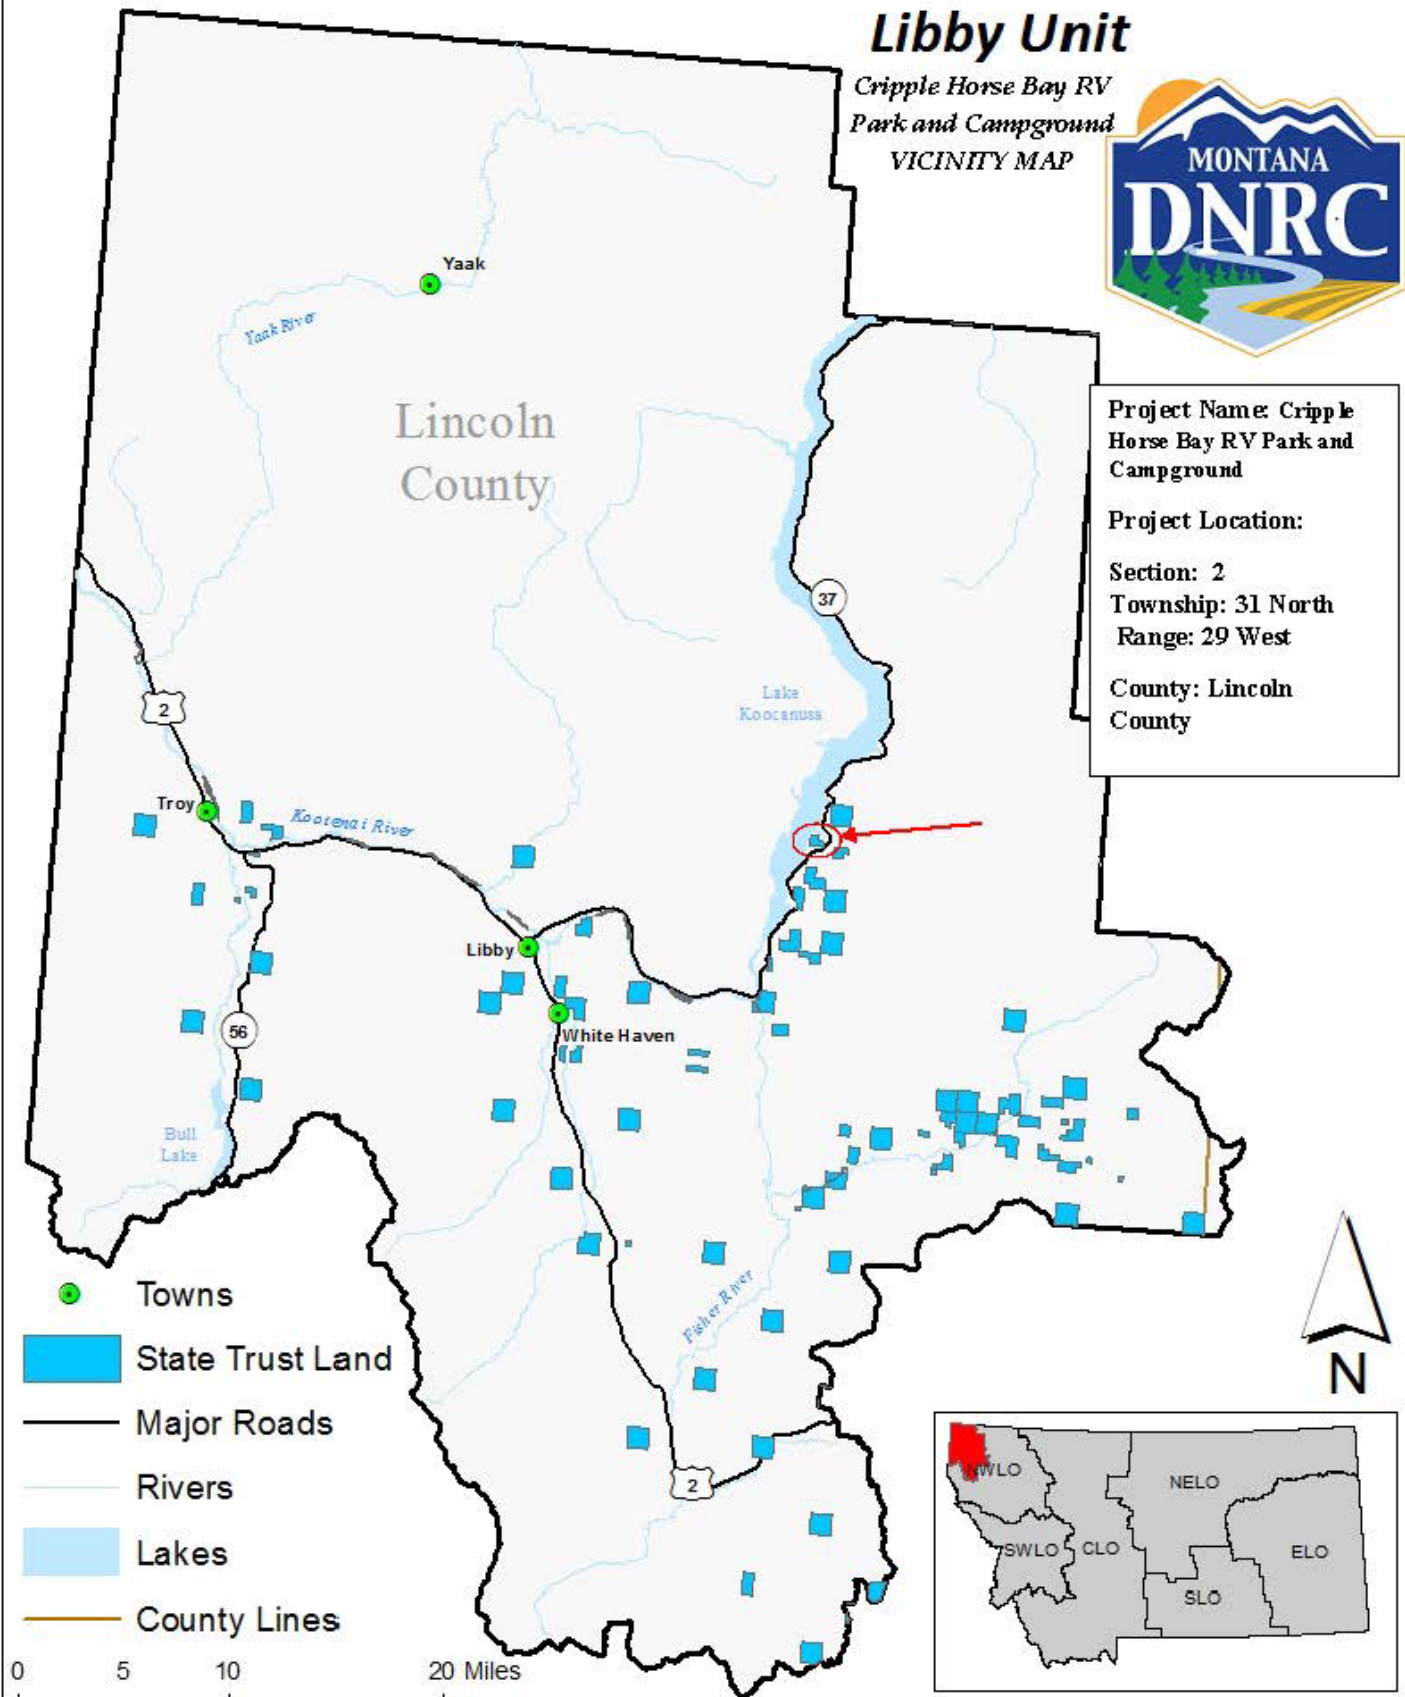 Libby Unit
Cripple Horse Bay RV
Park and Campground
VICINITY MAP
MONTANA
DNRC
Yaak
Yaak River
Lincoln
County
Project Name: Cripple
Horse Bay RV Park and
Campground
Project Location:
Section: 2
Township: 31 North
Range: 29 West
County: Lincoln
County
37
Lake
Koocanusa
2
Troy
Kootenai River
Libby
White Haven
56
Bull
Lake
Fisher River
2
Towns
State Trust Land
Major Roads
Rivers
Lakes
County Lines
0 5 10 20 Miles
N
NWLO
NELO
SWLO
CLO
ELO
SLO